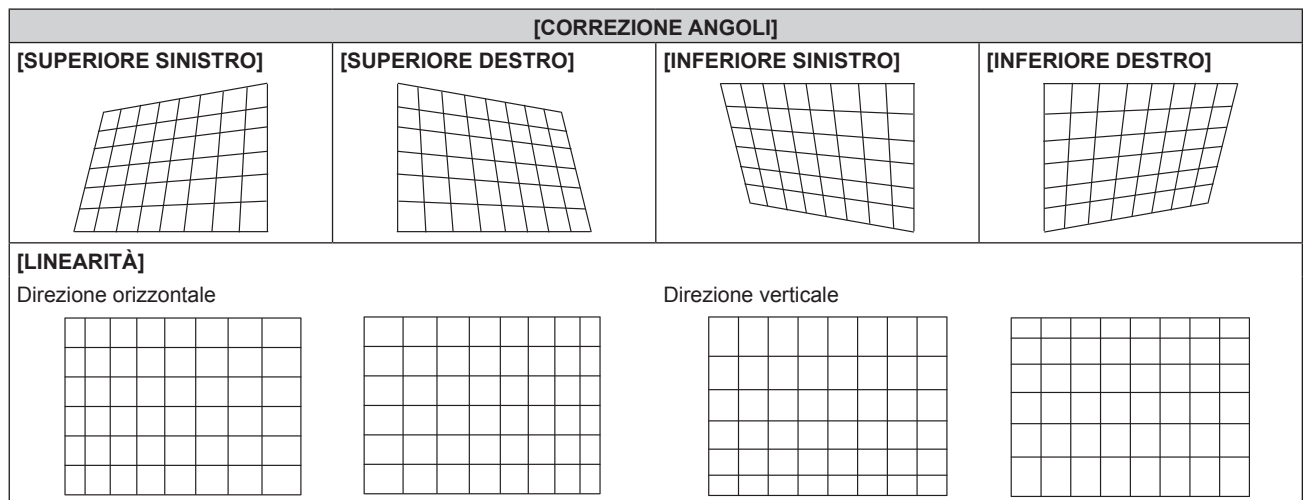 [CORREZIONE ANGOLI]
[SUPERIORE SINISTRO]
[SUPERIORE DESTRO]
[INFERIORE SINISTRO]
[INFERIORE DESTRO]
[LINEARITÀ]
Direzione orizzontale
Direzione verticale